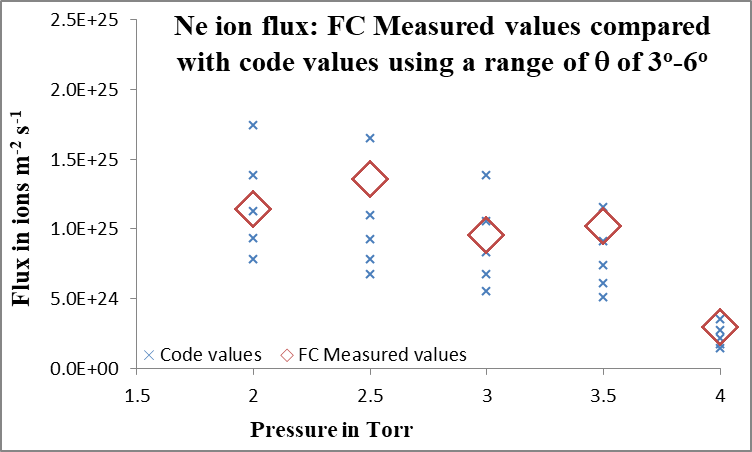 Ne ion flux: FC Measured values compared
with code values using a range of θ of 3º-6º
2.5E+25
2.0E+25
1.5E+25
1.0E+25
5.0E+24
0.0E+00
Flux in ions m⁻² s⁻¹
× Code values ◇ FC Measured values
1.5 2 2.5 3 3.5 4
Pressure in Torr